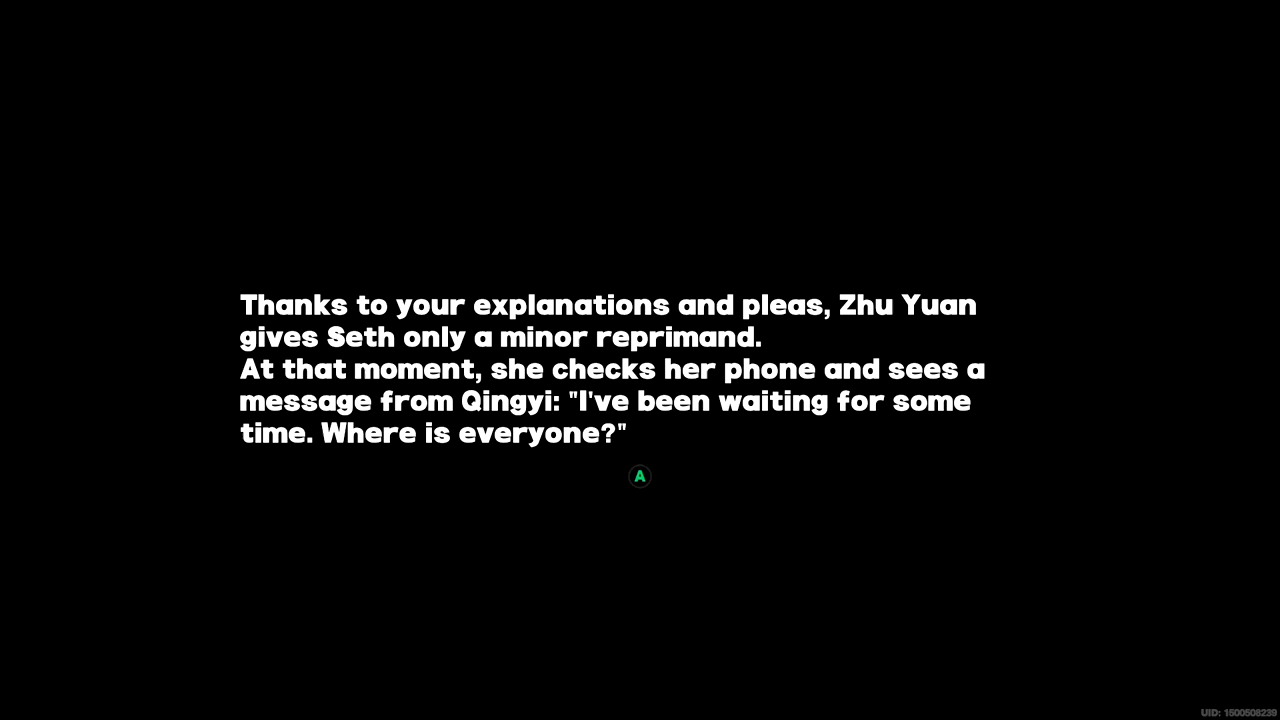 Thanks to your explanations and pleas, Zhu Yuan
gives Seth only a minor reprimand.
At that moment, she checks her phone and sees a
message from Qingyi: "I've been waiting for some
time. Where is everyone?"
A
UID: 1500508239